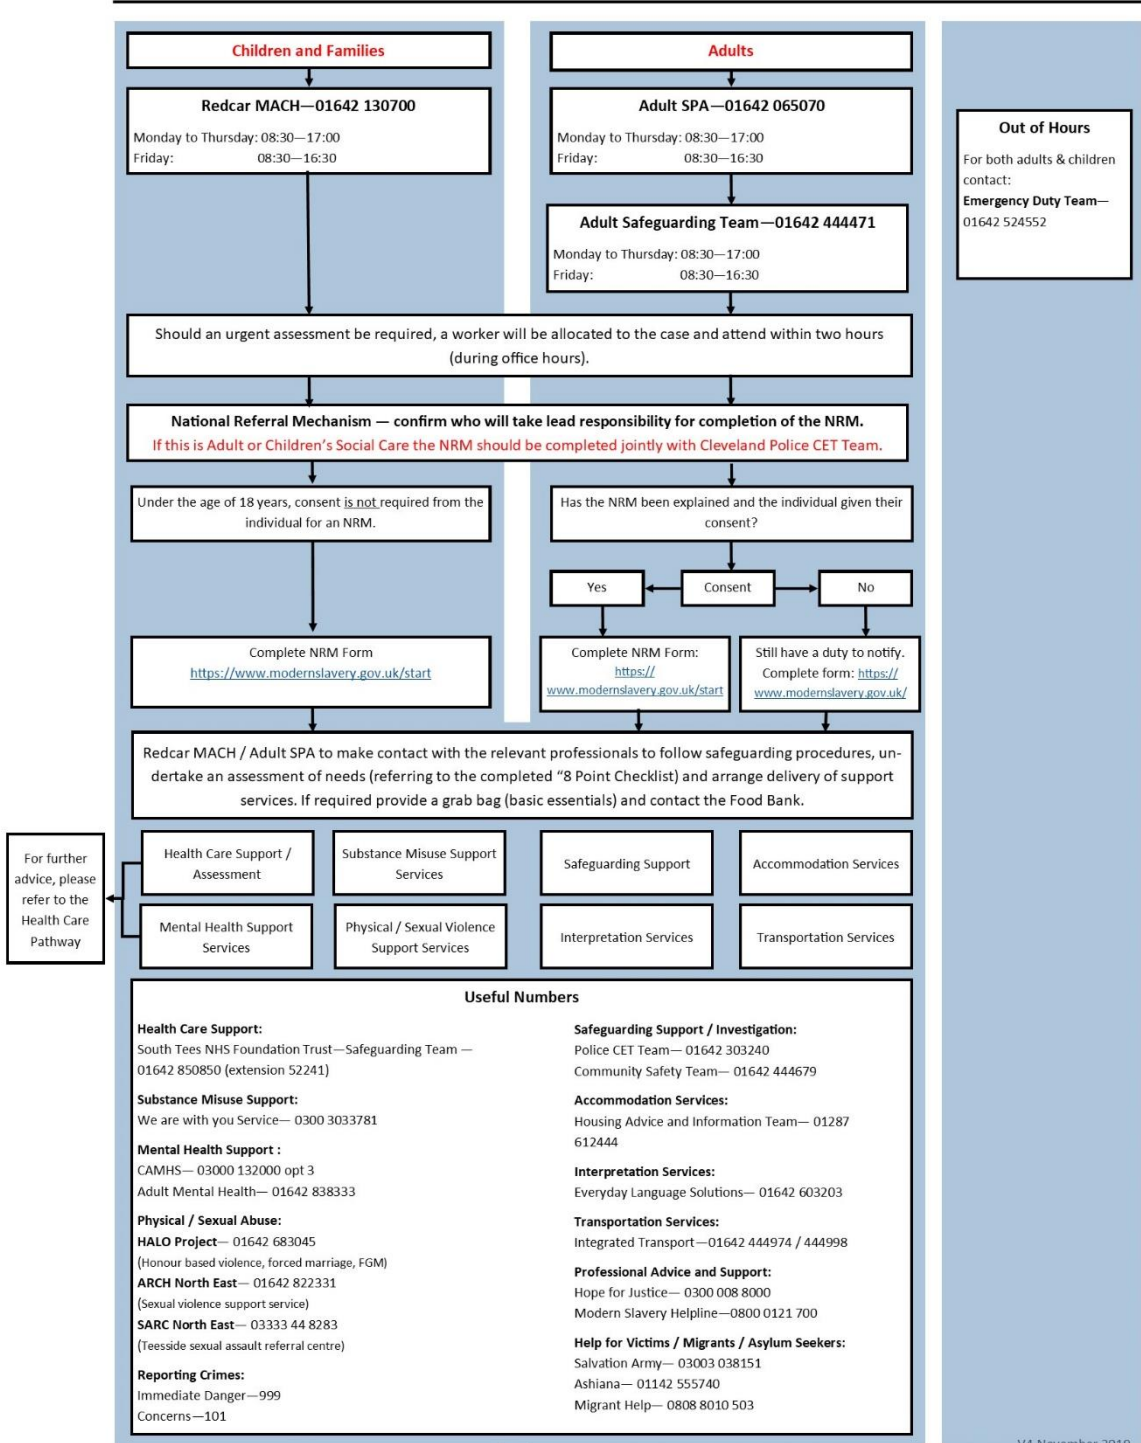 Children and Families
Redcar MACH—01642 130700
Monday to Thursday: 08:30—17:00
Friday: 08:30—16:30
Adults
Adult SPA—01642 065070
Monday to Thursday: 08:30—17:00
Friday: 08:30—16:30
Adult Safeguarding Team—01642 444471
Monday to Thursday: 08:30—17:00
Friday: 08:30—16:30
Out of Hours
For both adults & children
contact:
Emergency Duty Team—
01642 524552
Should an urgent assessment be required, a worker will be allocated to the case and attend within two hours
(during office hours).
National Referral Mechanism — confirm who will take lead responsibility for completion of the NRM.
If this is Adult or Children's Social Care the NRM should be completed jointly with Cleveland Police CET Team.
Under the age of 18 years, consent is not required from the
individual for an NRM.
Has the NRM been explained and the individual given their
consent?
Yes
Consent
No
Complete NRM Form
https://www.modernslavery.gov.uk/start
Complete NRM Form:
https://
www.modernslavery.gov.uk/start
Still have a duty to notify.
Complete form: https://
www.modernslavery.gov.uk/
Redcar MACH / Adult SPA to make contact with the relevant professionals to follow safeguarding procedures, un-
dertake an assessment of needs (referring to the completed "8 Point Checklist) and arrange delivery of support
services. If required provide a grab bag (basic essentials) and contact the Food Bank.
For further
advice, please
refer to the
Health Care
Pathway
Health Care Support /
Assessment
Substance Misuse Support
Services
Safeguarding Support
Accommodation Services
Mental Health Support
Services
Physical / Sexual Violence
Support Services
Interpretation Services
Transportation Services
Useful Numbers
Health Care Support:
South Tees NHS Foundation Trust—Safeguarding Team —
01642 850850 (extension 52241)
Substance Misuse Support:
We are with you Service— 0300 3033781
Mental Health Support :
CAMHS— 03000 132000 opt 3
Adult Mental Health— 01642 838333
Physical / Sexual Abuse:
HALO Project— 01642 683045
(Honour based violence, forced marriage, FGM)
ARCH North East— 01642 822331
(Sexual violence support service)
SARC North East— 03333 44 8283
(Teesside sexual assault referral centre)
Reporting Crimes:
Immediate Danger—999
Concerns—101
Safeguarding Support / Investigation:
Police CET Team— 01642 303240
Community Safety Team— 01642 444679
Accommodation Services:
Housing Advice and Information Team— 01287
612444
Interpretation Services:
Everyday Language Solutions— 01642 603203
Transportation Services:
Integrated Transport—01642 444974 / 444998
Professional Advice and Support:
Hope for Justice— 0300 008 8000
Modern Slavery Helpline—0800 0121 700
Help for Victims / Migrants / Asylum Seekers:
Salvation Army— 03003 038151
Ashiana— 01142 555740
Migrant Help— 0808 8010 503